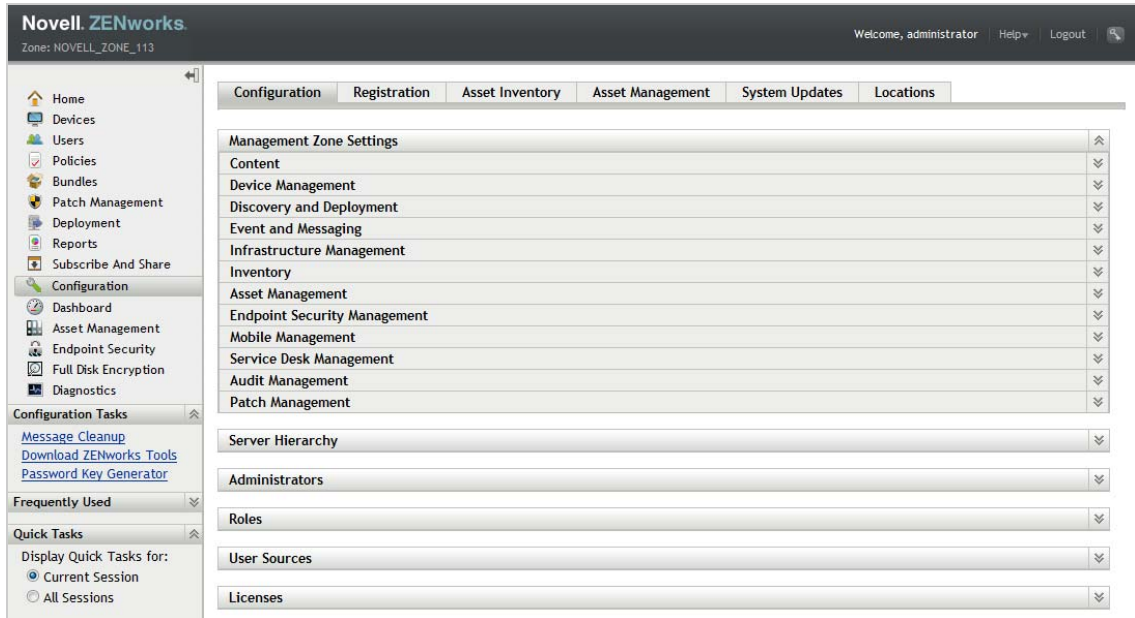 Novell. ZENworks.
Zone: NOVELL_ZONE_113
Welcome, administrator
Help
Logout
Home
Devices
Users
Policies
Bundles
Patch Management
Deployment
Reports
Subscribe And Share
Configuration
Dashboard
Asset Management
Endpoint Security
Full Disk Encryption
Diagnostics
Configuration Tasks
Message Cleanup
Download ZENworks Tools
Password Key Generator
Frequently Used
Quick Tasks
Display Quick Tasks for:
Current Session
All Sessions
Configuration Registration Asset Inventory Asset Management System Updates Locations
Management Zone Settings
Content
Device Management
Discovery and Deployment
Event and Messaging
Infrastructure Management
Inventory
Asset Management
Endpoint Security Management
Mobile Management
Service Desk Management
Audit Management
Patch Management
Server Hierarchy
Administrators
Roles
User Sources
Licenses